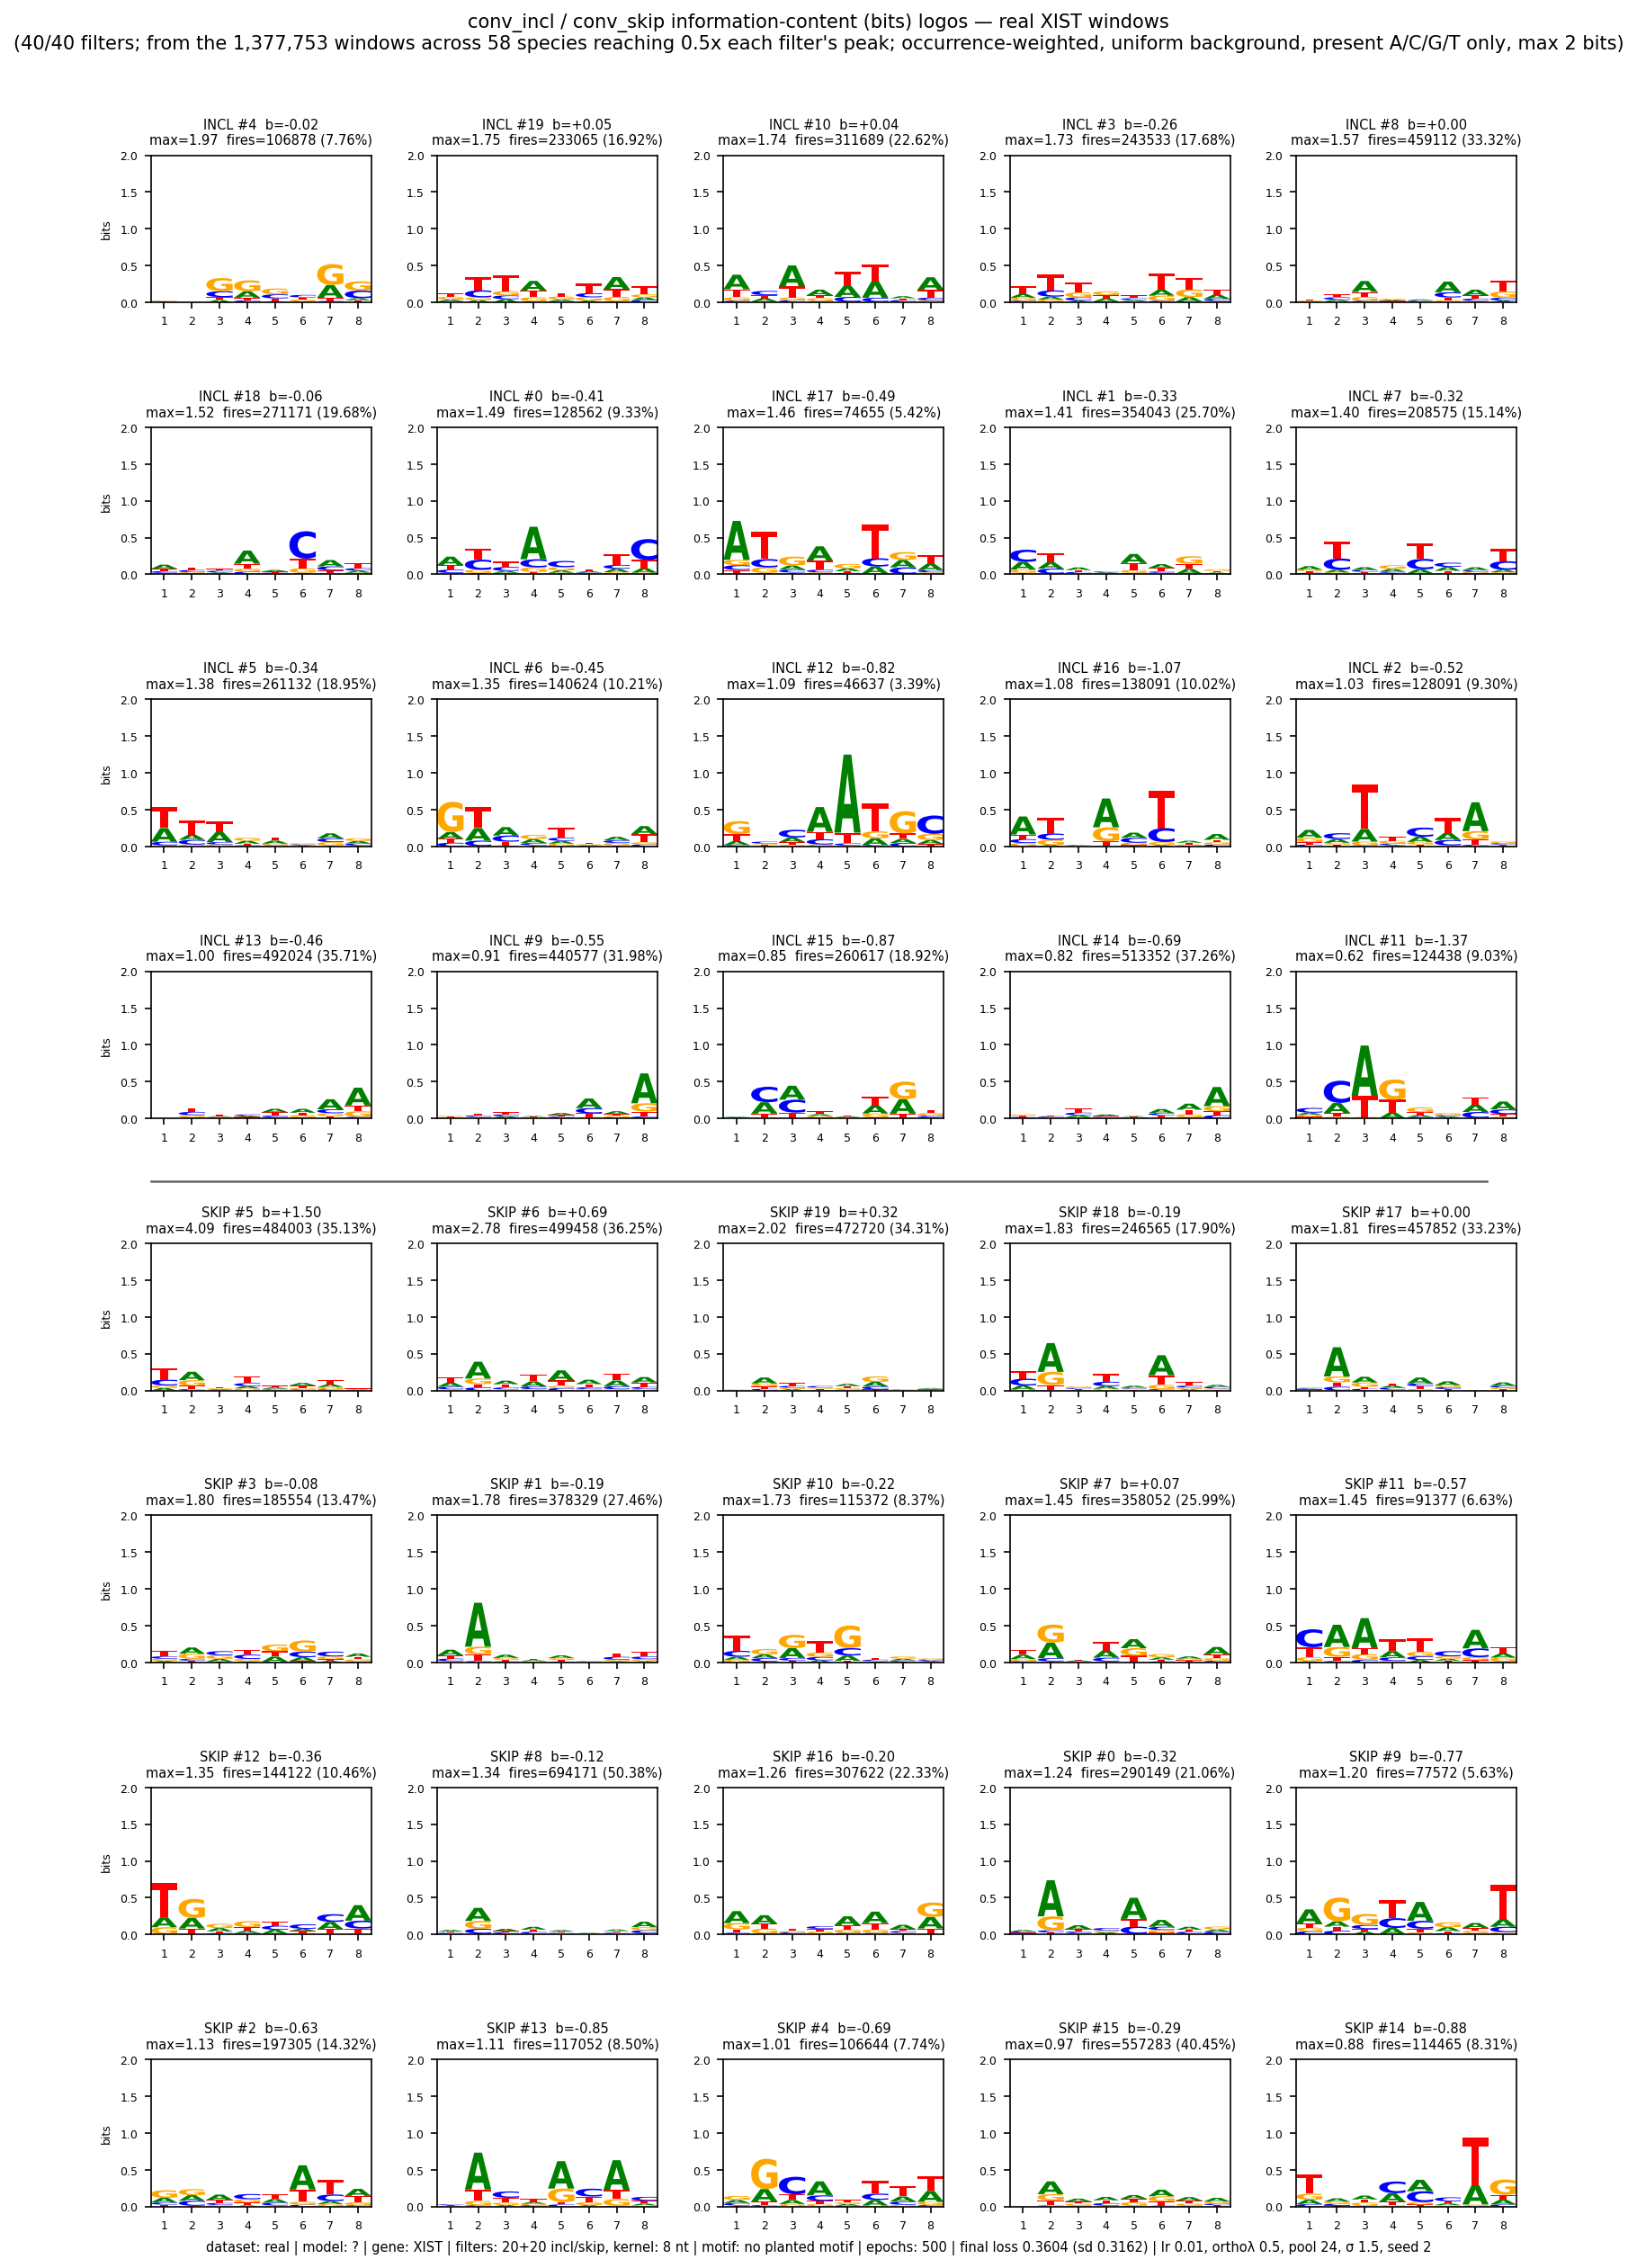 conv_incl / conv_skip information-content (bits) logos — real XIST windows
(40/40 filters; from the 1,377,753 windows across 58 species reaching 0.5x each filter's peak; occurrence-weighted, uniform background, present A/C/G/T only, max 2 bits)
INCL #4 b=-0.02
max=1.97 fires=106878 (7.76%)
INCL #19 b=+0.05
max=1.75 fires=233065 (16.92%)
INCL #10 b=+0.04
max=1.74 fires=311689 (22.62%)
INCL #3 b=-0.26
max=1.73 fires=243533 (17.68%)
INCL #8 b=+0.00
max=1.57 fires=459112 (33.32%)
INCL #18 b=-0.06
max=1.52 fires=271171 (19.68%)
INCL #0 b=-0.41
max=1.49 fires=128562 (9.33%)
INCL #17 b=-0.49
max=1.46 fires=74655 (5.42%)
INCL #1 b=-0.33
max=1.41 fires=354043 (25.70%)
INCL #7 b=-0.32
max=1.40 fires=208575 (15.14%)
INCL #5 b=-0.34
max=1.38 fires=261132 (18.95%)
INCL #6 b=-0.45
max=1.35 fires=140624 (10.21%)
INCL #12 b=-0.82
max=1.09 fires=46637 (3.39%)
INCL #16 b=-1.07
max=1.08 fires=138091 (10.02%)
INCL #2 b=-0.52
max=1.03 fires=128091 (9.30%)
INCL #13 b=-0.46
max=1.00 fires=492024 (35.71%)
INCL #9 b=-0.55
max=0.91 fires=440577 (31.98%)
INCL #15 b=-0.87
max=0.85 fires=260617 (18.92%)
INCL #14 b=-0.69
max=0.82 fires=513352 (37.26%)
INCL #11 b=-1.37
max=0.62 fires=124438 (9.03%)
SKIP #5 b=+1.50
max=4.09 fires=484003 (35.13%)
SKIP #6 b=+0.69
max=2.78 fires=499458 (36.25%)
SKIP #19 b=+0.32
max=2.02 fires=472720 (34.31%)
SKIP #18 b=-0.19
max=1.83 fires=246565 (17.90%)
SKIP #17 b=+0.00
max=1.81 fires=457852 (33.23%)
SKIP #3 b=-0.08
max=1.80 fires=185554 (13.47%)
SKIP #1 b=-0.19
max=1.78 fires=378329 (27.46%)
SKIP #10 b=-0.22
max=1.73 fires=115372 (8.37%)
SKIP #7 b=+0.07
max=1.45 fires=358052 (25.99%)
SKIP #11 b=-0.57
max=1.45 fires=91377 (6.63%)
SKIP #12 b=-0.36
max=1.35 fires=144122 (10.46%)
SKIP #8 b=-0.12
max=1.34 fires=694171 (50.38%)
SKIP #16 b=-0.20
max=1.26 fires=307622 (22.33%)
SKIP #0 b=-0.32
max=1.24 fires=290149 (21.06%)
SKIP #9 b=-0.77
max=1.20 fires=77572 (5.63%)
SKIP #2 b=-0.63
max=1.13 fires=197305 (14.32%)
SKIP #13 b=-0.85
max=1.11 fires=117052 (8.50%)
SKIP #4 b=-0.69
max=1.01 fires=106644 (7.74%)
SKIP #15 b=-0.29
max=0.97 fires=557283 (40.45%)
SKIP #14 b=-0.88
max=0.88 fires=114465 (8.31%)
dataset: real | model: ? | gene: XIST | filters: 20+20 incl/skip, kernel: 8 nt | motif: no planted motif | epochs: 500 | final loss 0.3604 (sd 0.3162) | lr 0.01, orthoλ 0.5, pool 24, σ 1.5, seed 2